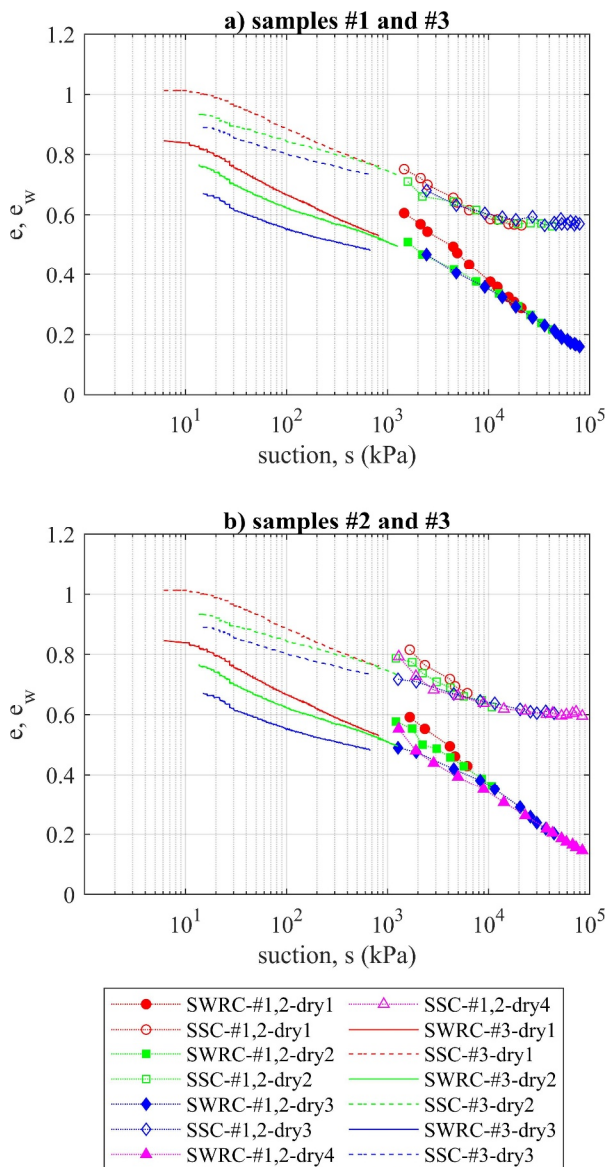 a) samples #1 and #3
1.2
1
0.8
0.6
0.4
0.2
0
e, e_w
10^1 10^2 10^3 10^4 10^5
suction, s (kPa)
b) samples #2 and #3
1.2
1
0.8
0.6
0.4
0.2
0
e, e_w
10^1 10^2 10^3 10^4 10^5
suction, s (kPa)
SWRC-#1,2-dry1
SSC-#1,2-dry1
SWRC-#1,2-dry2
SSC-#1,2-dry2
SWRC-#1,2-dry3
SSC-#1,2-dry3
SWRC-#1,2-dry4
SSC-#1,2-dry4
SWRC-#3-dry1
SSC-#3-dry1
SWRC-#3-dry2
SSC-#3-dry2
SWRC-#3-dry3
SSC-#3-dry3